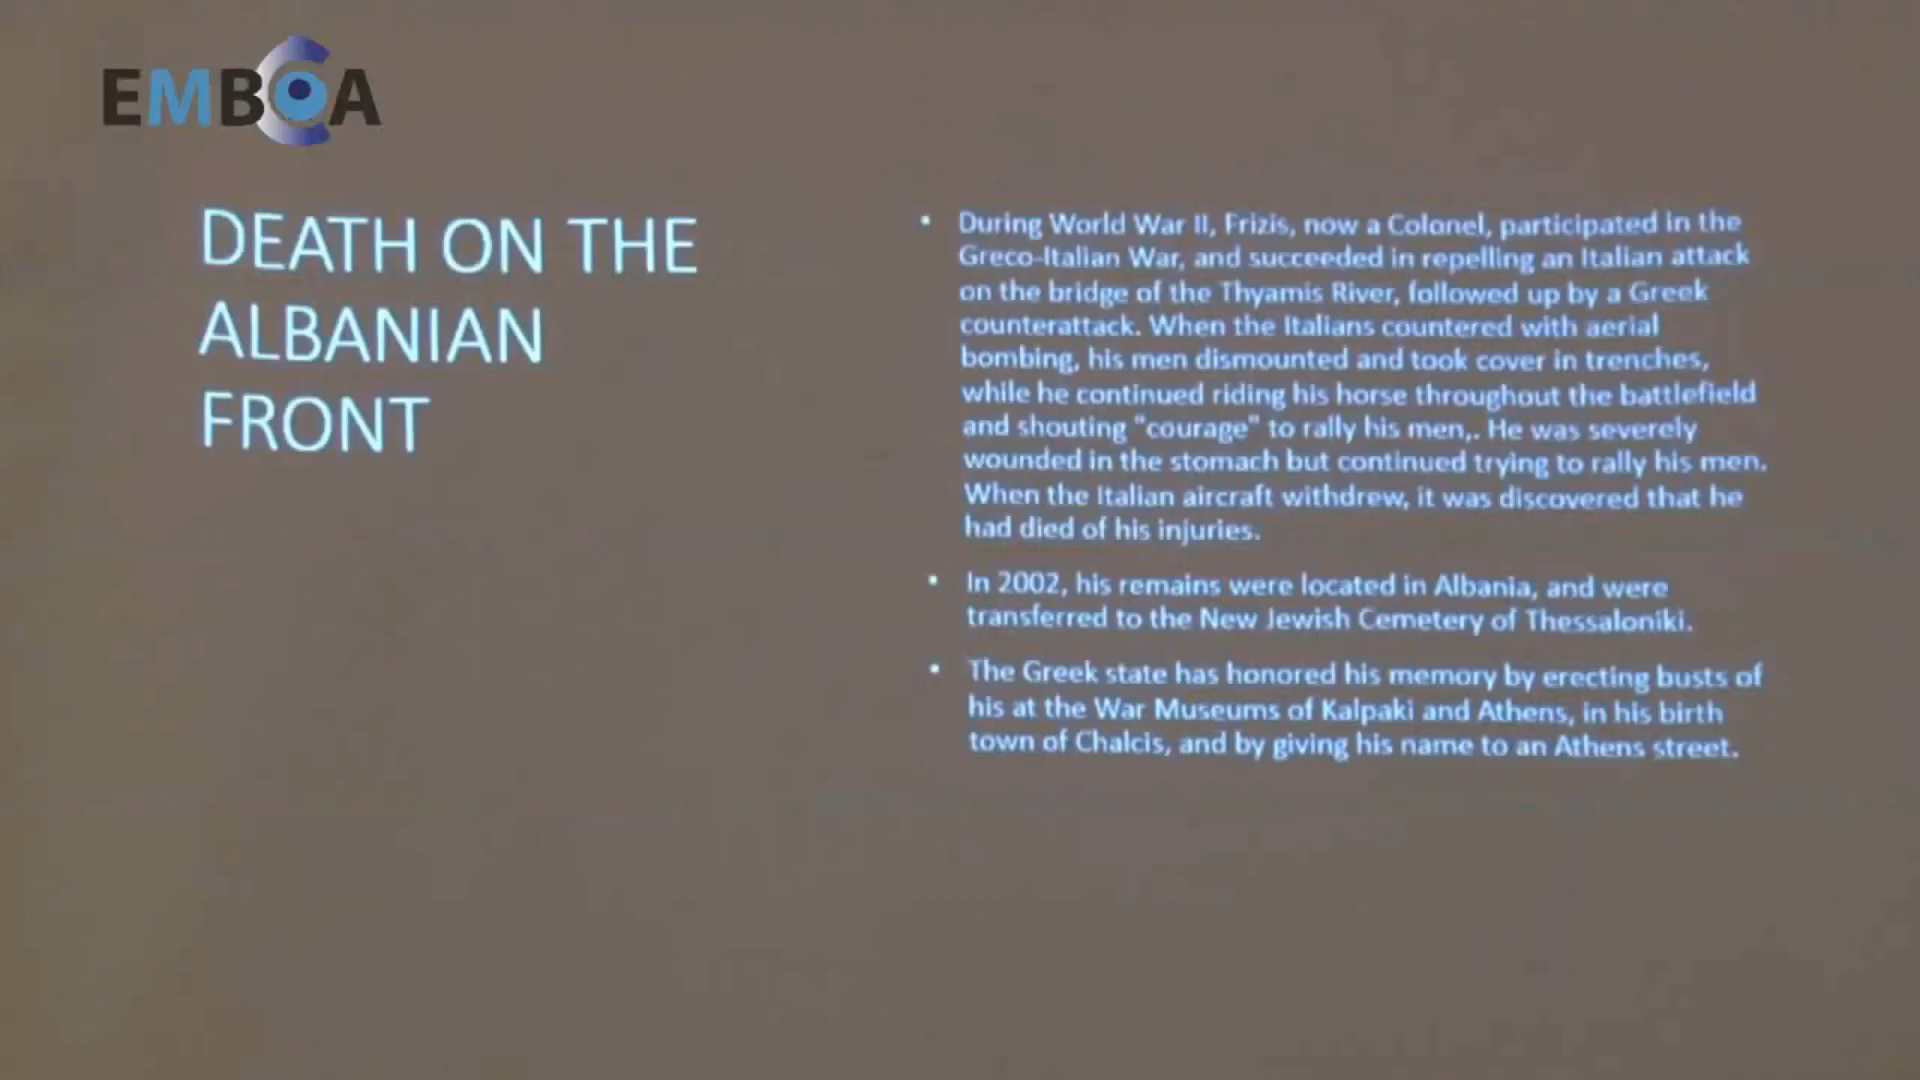 EMBCA
DEATH ON THE
ALBANIAN
FRONT
• During World War II, Frizis, now a Colonel, participated in the
Greco-Italian War, and succeeded in repelling an Italian attack
on the bridge of the Thyamis River, followed up by a Greek
counterattack. When the Italians countered with aerial
bombing, his men dismounted and took cover in trenches,
while he continued riding his horse throughout the battlefield
and shouting "courage" to rally his men,. He was severely
wounded in the stomach but continued trying to rally his men.
When the Italian aircraft withdrew, it was discovered that he
had died of his injuries.
• In 2002, his remains were located in Albania, and were
transferred to the New Jewish Cemetery of Thessaloniki.
• The Greek state has honored his memory by erecting busts of
his at the War Museums of Kalpaki and Athens, in his birth
town of Chalcis, and by giving his name to an Athens street.